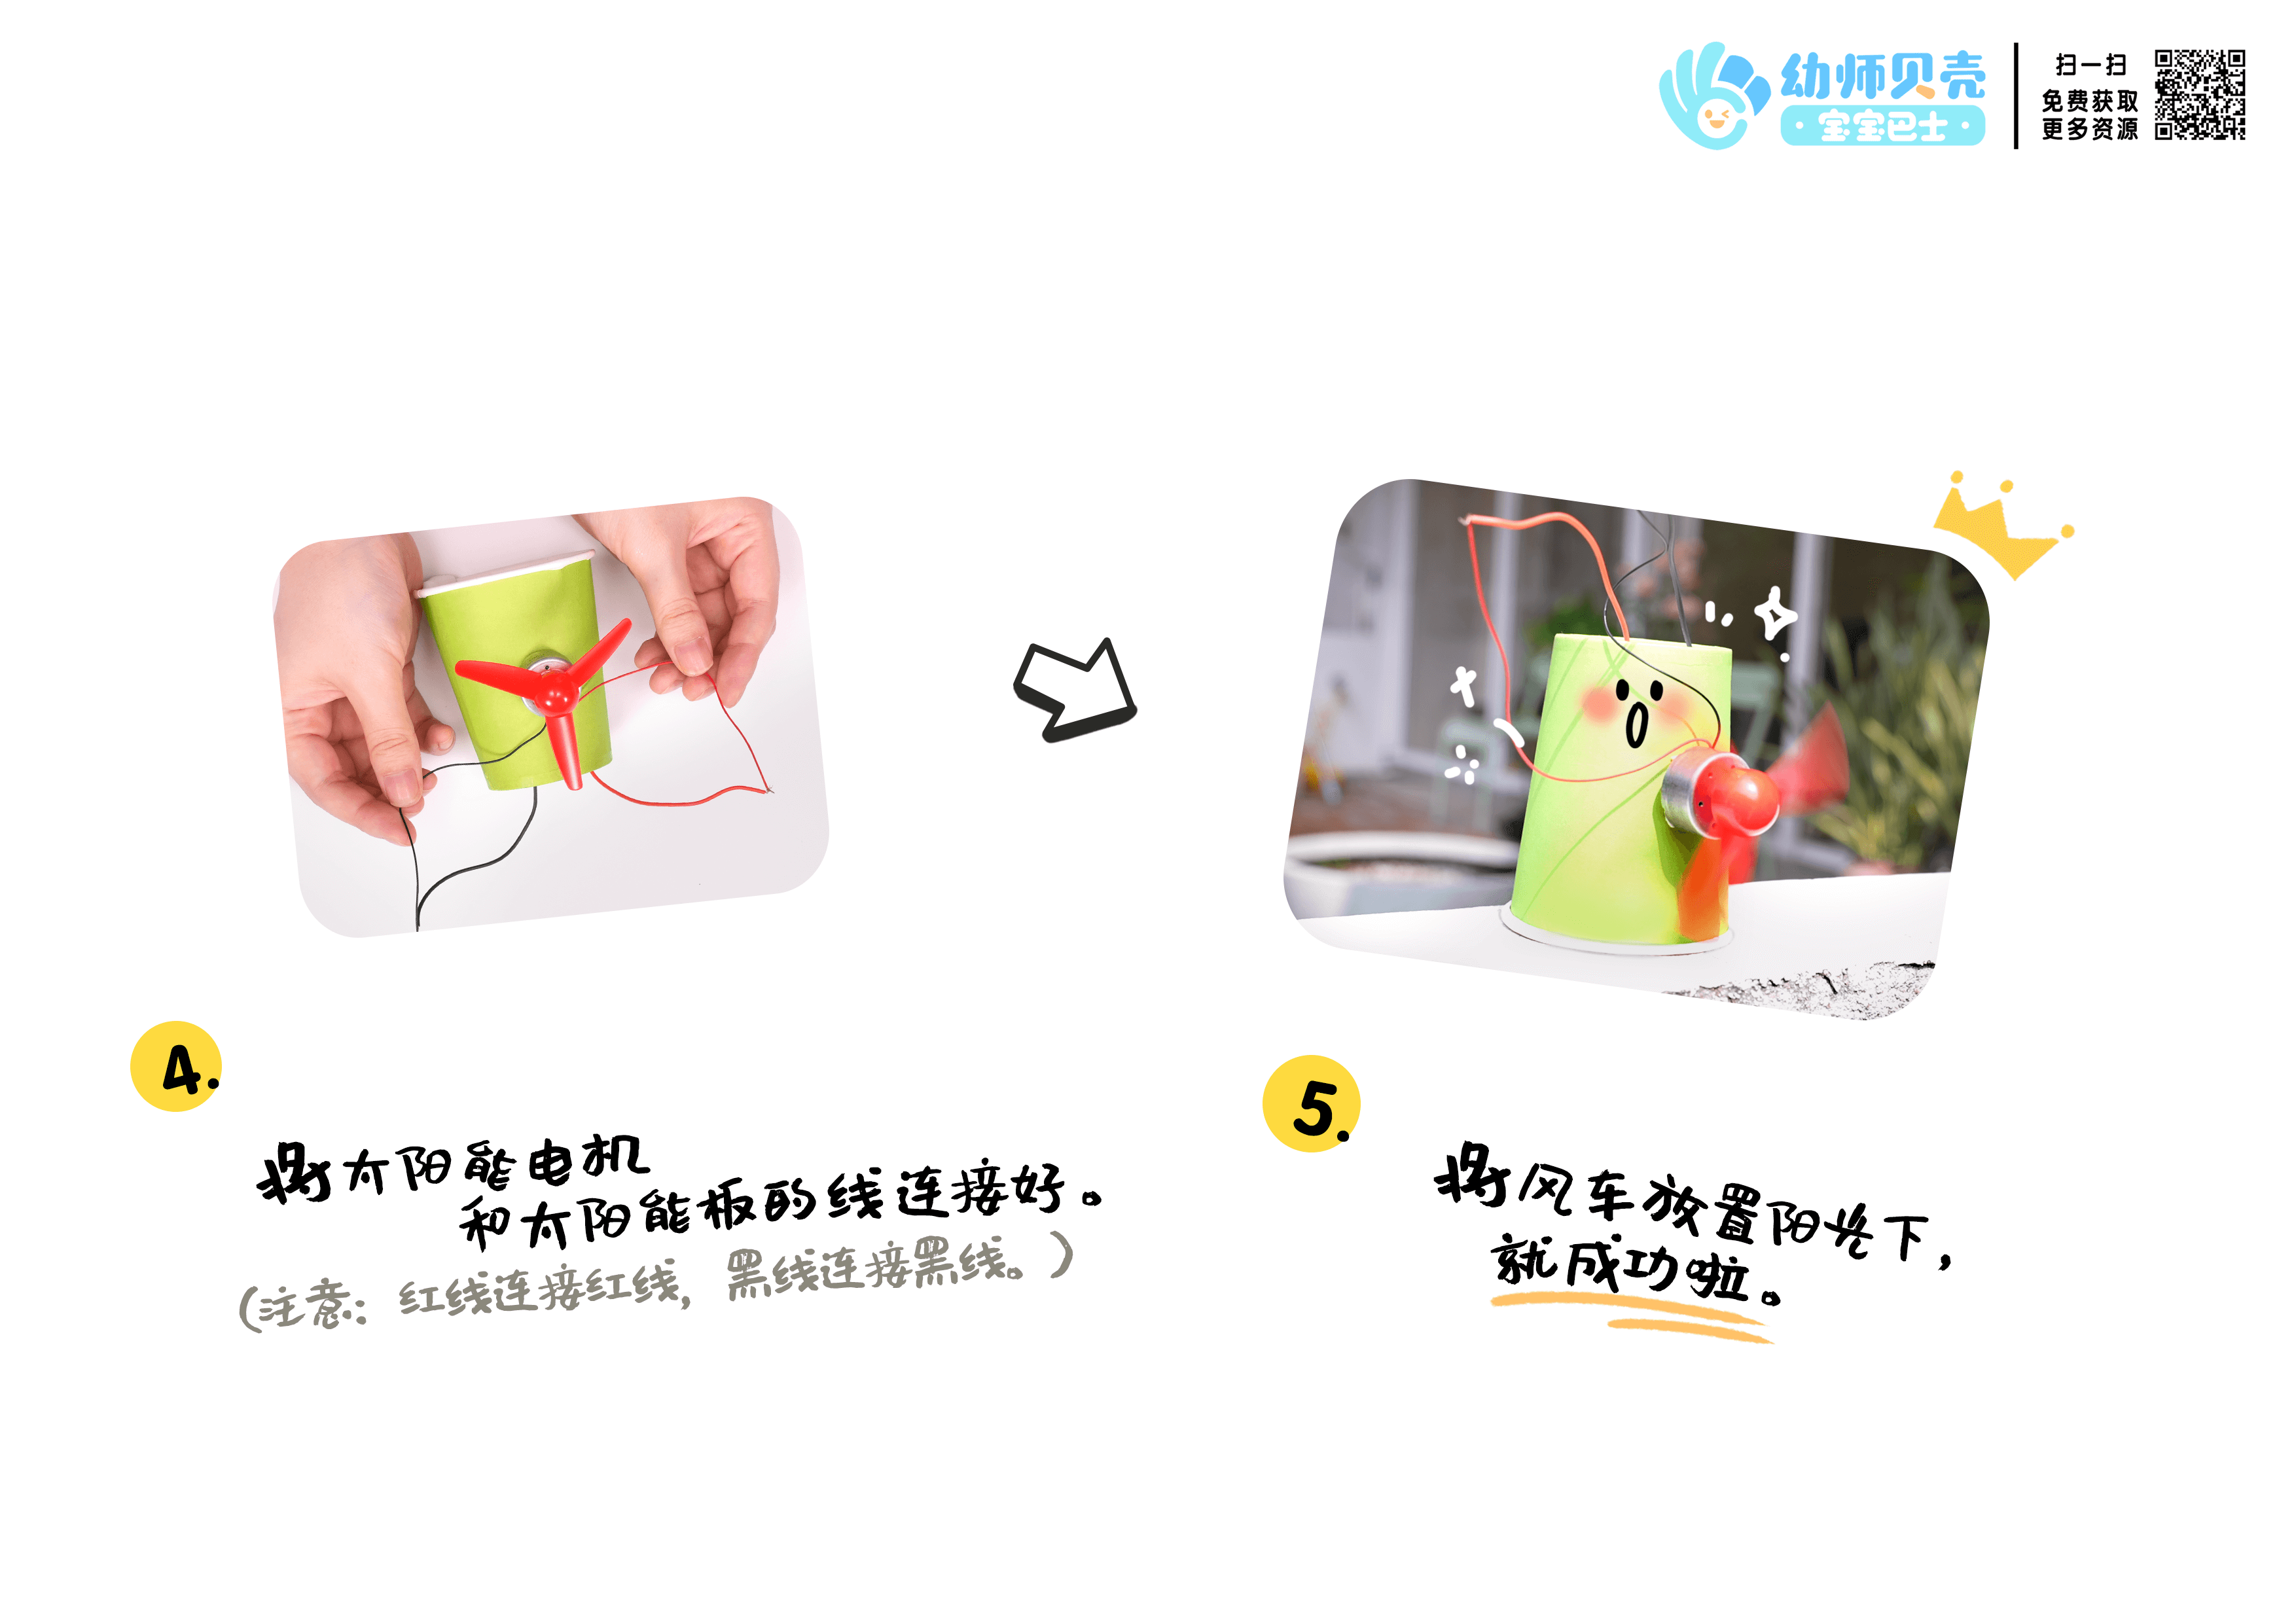 幼师贝壳
·宝宝巴士·
扫一扫
免费获取
更多资源
4.
将太阳能电机
和太阳能板的线连接好。
(注意：红线连接红线，黑线连接黑线。)
5.
将风车放置阳光下，
就成功啦。